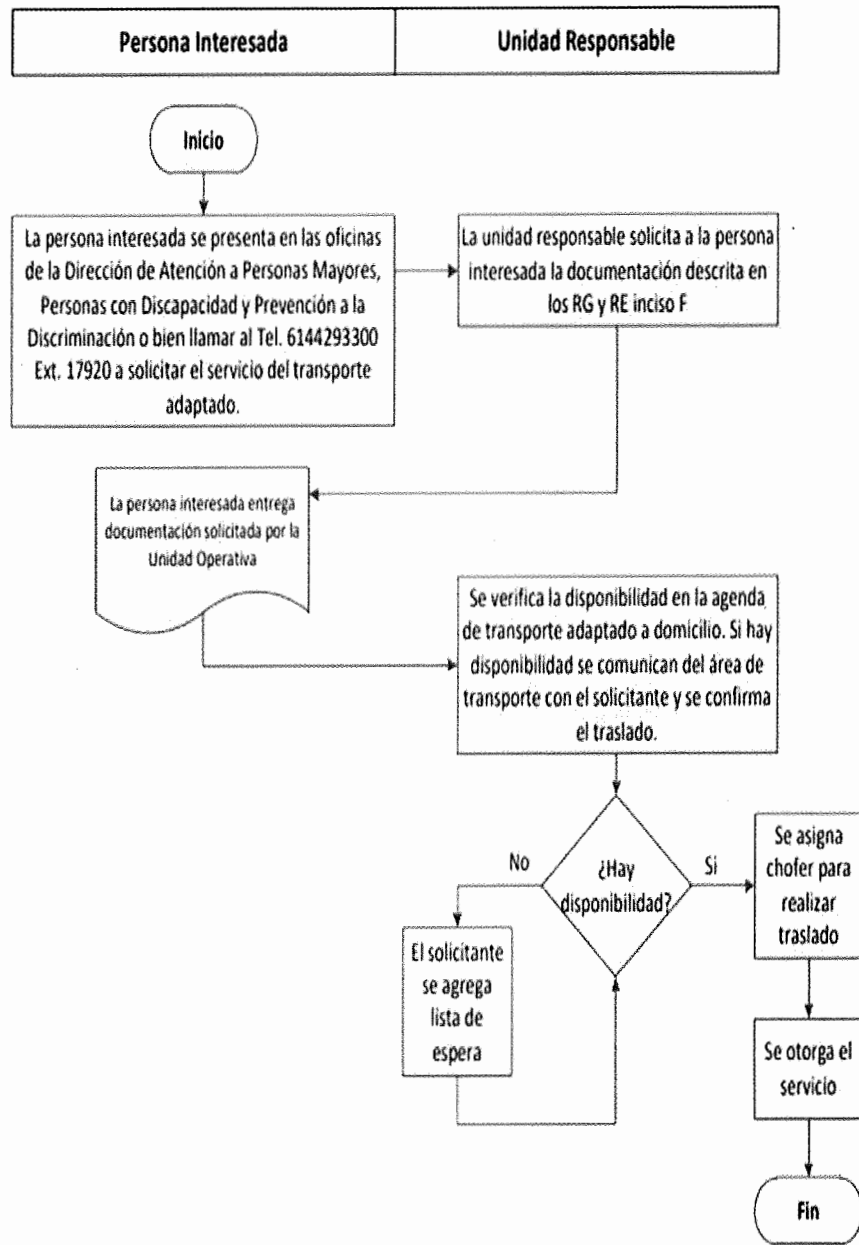 Persona Interesada
Unidad Responsable
Inicio
La persona interesada se presenta en las oficinas
de la Dirección de Atención a Personas Mayores,
Personas con Discapacidad y Prevención a la
Discriminación o bien llamar al Tel. 6144293300
Ext. 17920 a solicitar el servicio del transporte
adaptado.
La unidad responsable solicita a la persona
interesada la documentación descrita en
los RG y RE inciso F
La persona interesada entrega
documentación solicitada por la
Unidad Operativa
Se verifica la disponibilidad en la agenda
de transporte adaptado a domicilio. Si hay
disponibilidad se comunican del área de
transporte con el solicitante y se confirma
el traslado.
¿Hay
disponibilidad?
No
Si
El solicitante
se agrega
lista de
espera
Se asigna
chofer para
realizar
traslado
Se otorga el
servicio
Fin